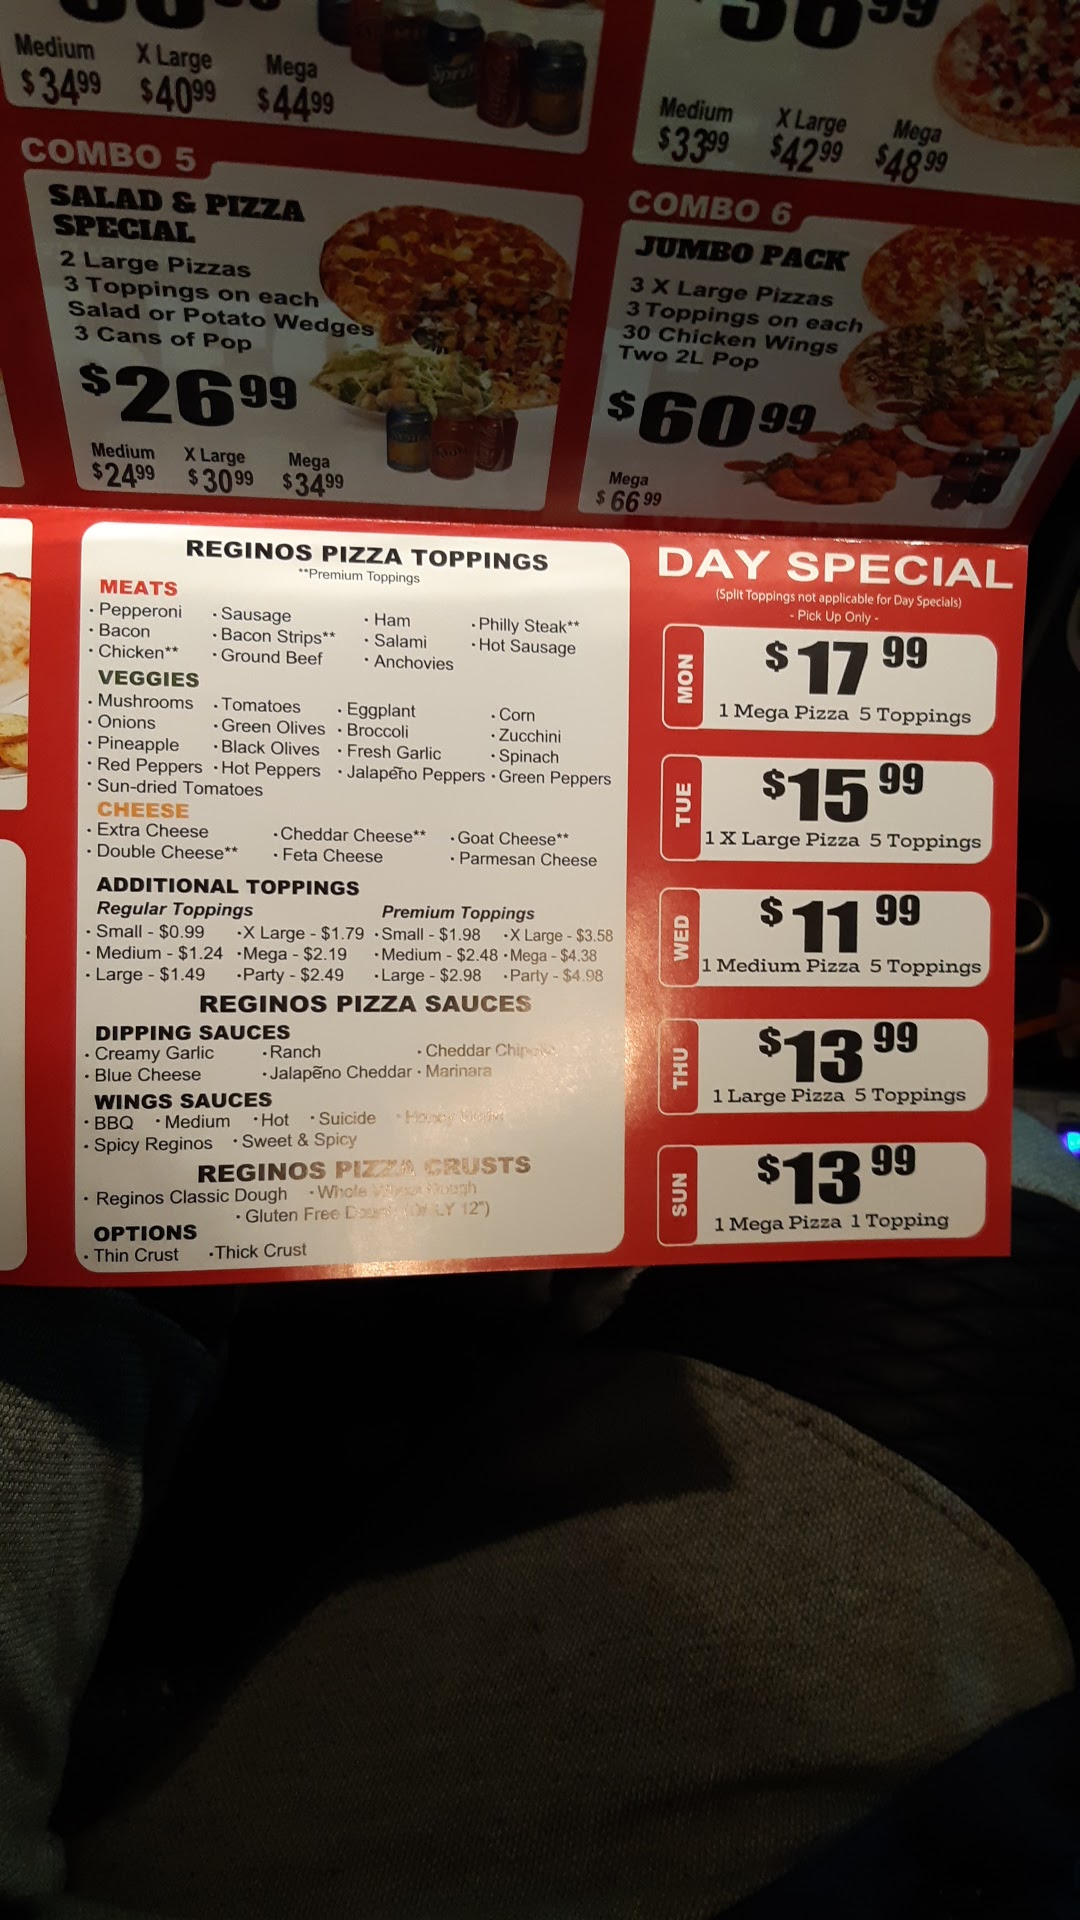 Medium X Large Mega
$34.99 $40.99 $44.99
Medium X Large Mega
$33.99 $42.99 $48.99
COMBO 5
SALAD & PIZZA
SPECIAL
2 Large Pizzas
3 Toppings on each
Salad or Potato Wedges
3 Cans of Pop
$26.99
Medium X Large Mega
$24.99 $30.99 $34.99
COMBO 6
JUMBO PACK
3 X Large Pizzas
3 Toppings on each
30 Chicken Wings
Two 2L Pop
$60.99
Mega
$66.99
REGINOS PIZZA TOPPINGS
**Premium Toppings
MEATS
· Pepperoni · Sausage · Ham · Philly Steak**
· Bacon · Bacon Strips** · Salami · Hot Sausage
· Chicken** · Ground Beef · Anchovies
VEGGIES
· Mushrooms · Tomatoes · Eggplant · Corn
· Onions · Green Olives · Broccoli · Zucchini
· Pineapple · Black Olives · Fresh Garlic · Spinach
· Red Peppers · Hot Peppers · Jalapeño Peppers · Green Peppers
· Sun-dried Tomatoes
CHEESE
· Extra Cheese · Cheddar Cheese** · Goat Cheese**
· Double Cheese** · Feta Cheese · Parmesan Cheese
ADDITIONAL TOPPINGS
Regular Toppings Premium Toppings
· Small - $0.99 · X Large - $1.79 · Small - $1.98 · X Large - $3.58
· Medium - $1.24 · Mega - $2.19 · Medium - $2.48 · Mega - $4.38
· Large - $1.49 · Party - $2.49 · Large - $2.98 · Party - $4.98
REGINOS PIZZA SAUCES
DIPPING SAUCES
· Creamy Garlic · Ranch · Cheddar
· Blue Cheese · Jalapeño Cheddar · Marinara
WINGS SAUCES
· BBQ · Medium · Hot · Suicide
· Spicy Reginos · Sweet & Spicy
REGINOS PIZZA CRUSTS
· Reginos Classic Dough · Whole
· Gluten Free 12")
OPTIONS
· Thin Crust · Thick Crust
DAY SPECIAL
(Split Toppings not applicable for Day Specials)
- Pick Up Only -
MON
$17.99
1 Mega Pizza 5 Toppings
TUE
$15.99
1 X Large Pizza 5 Toppings
WED
$11.99
1 Medium Pizza 5 Toppings
THU
$13.99
1 Large Pizza 5 Toppings
SUN
$13.99
1 Mega Pizza 1 Topping